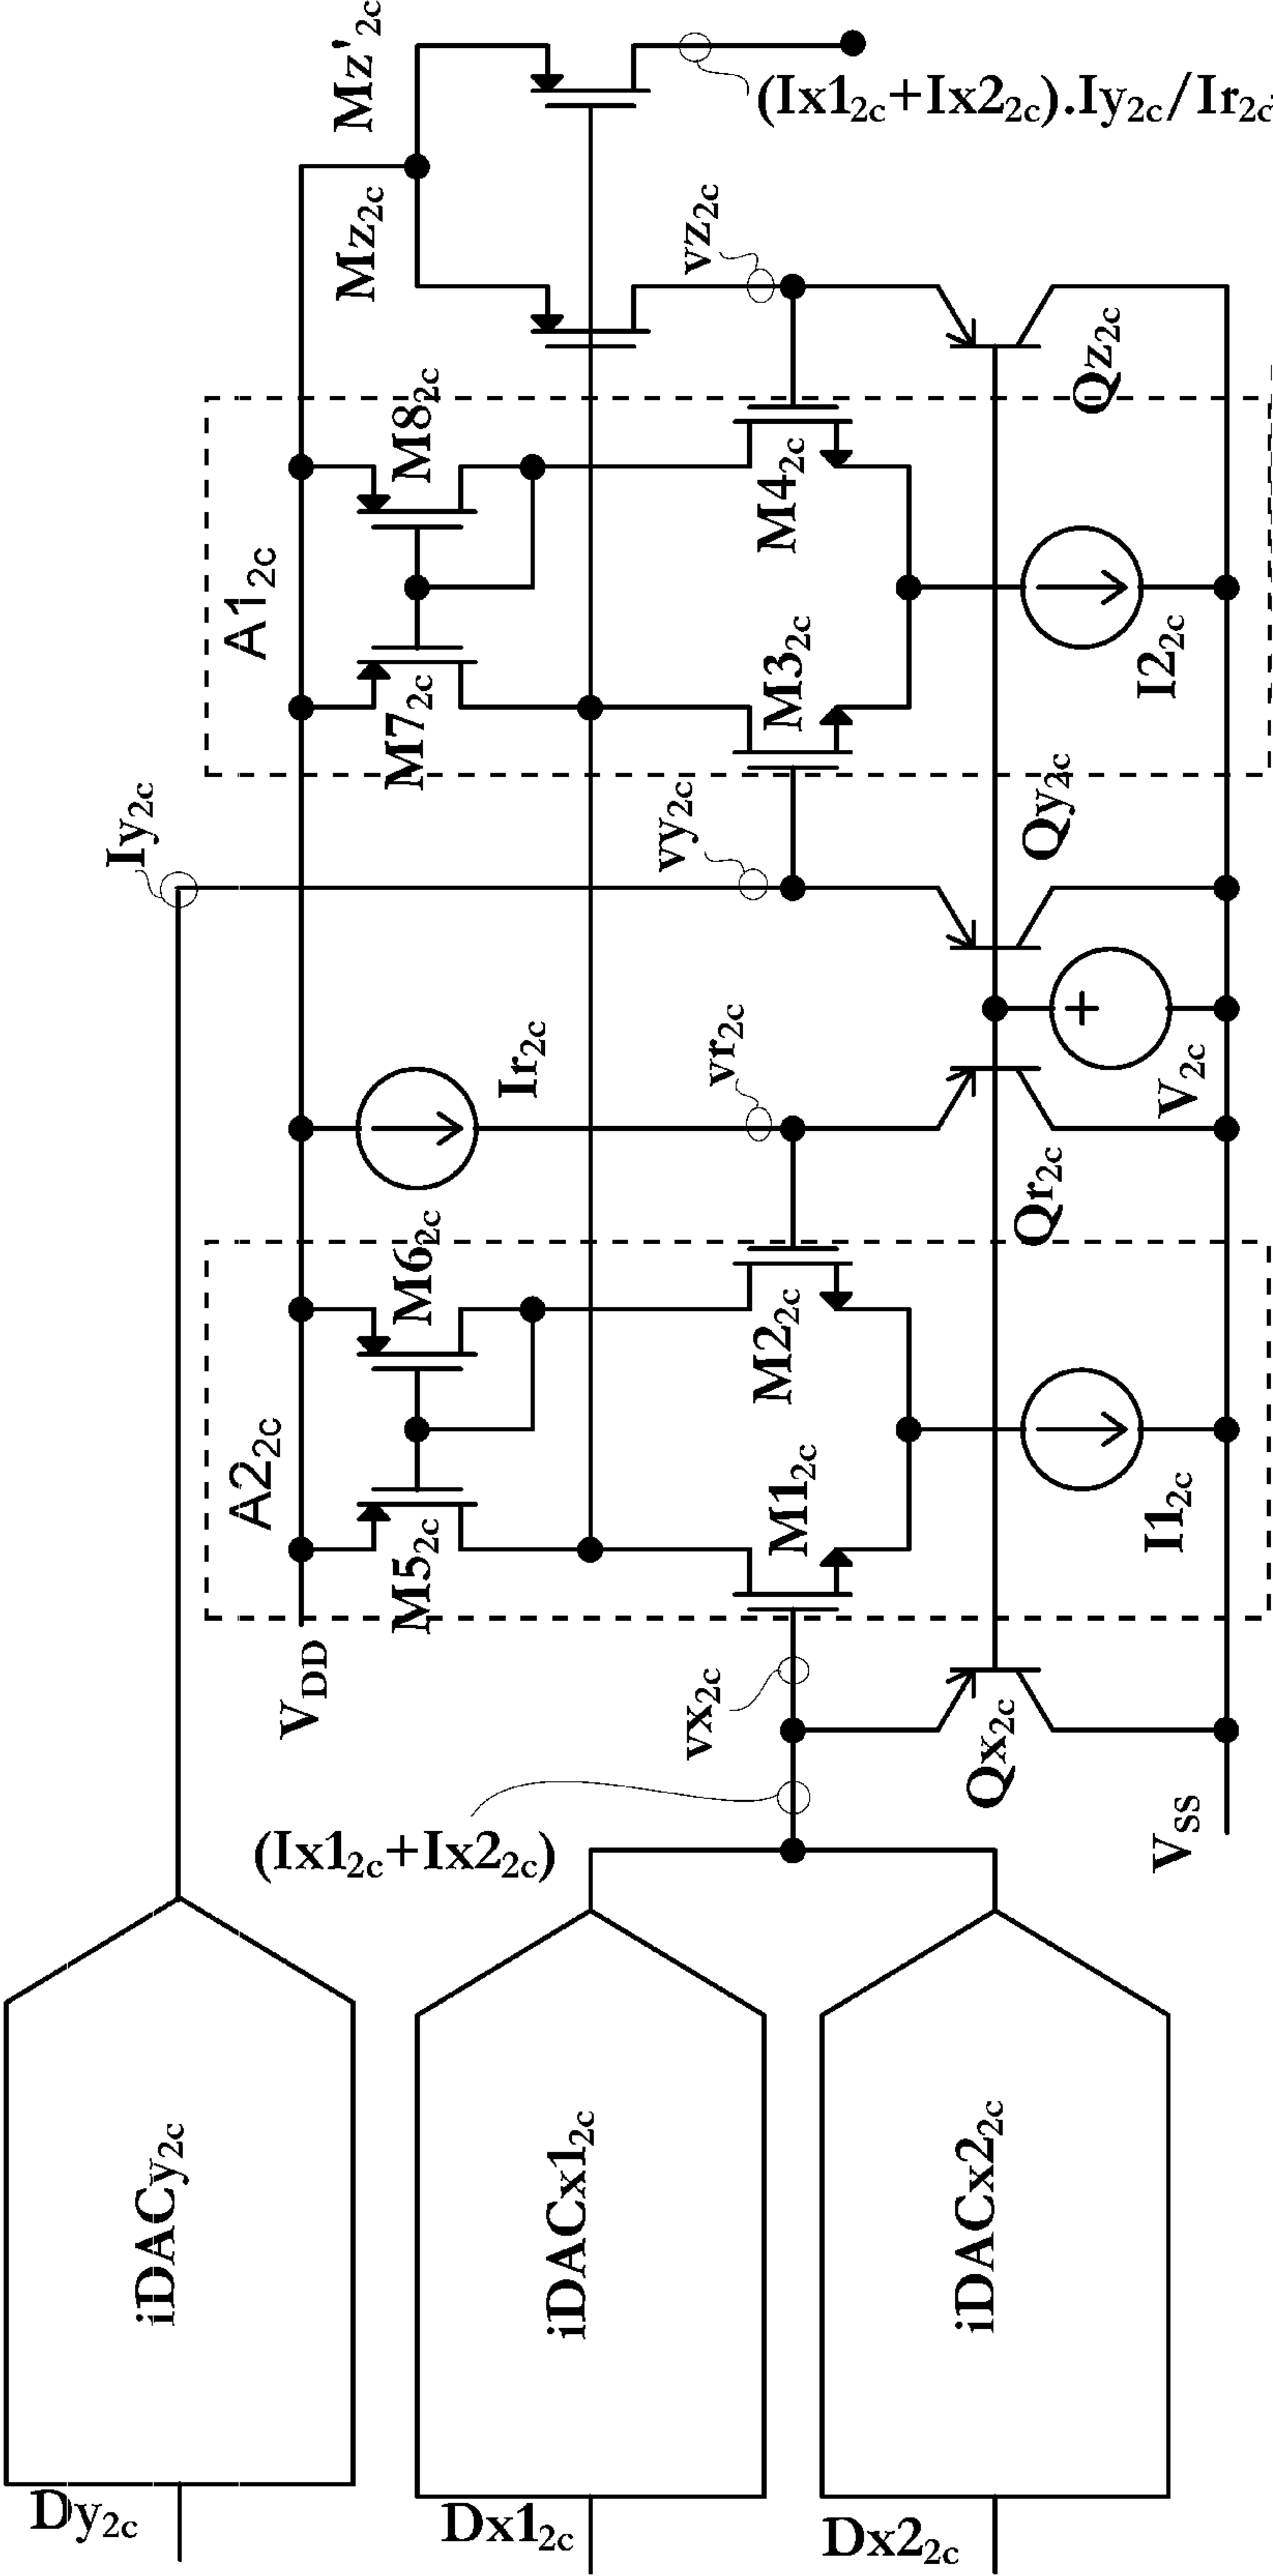 Dy2c
iDACy2c
Iy2c
Dx12c
iDACx12c
Dx22c
iDACx22c
(Ix12c+Ix22c)
vx2c
Qx2c
VDD
VSS
A22c
M52c
M62c
M12c
M22c
I12c
Ir2c
vr2c
Qr2c
V2c
+
vy2c
Qy2c
A12c
M72c
M82c
M32c
M42c
I22c
Mz2c
Mz'2c
vz2c
Qz2c
(Ix12c+Ix22c).Iy2c/Ir2c